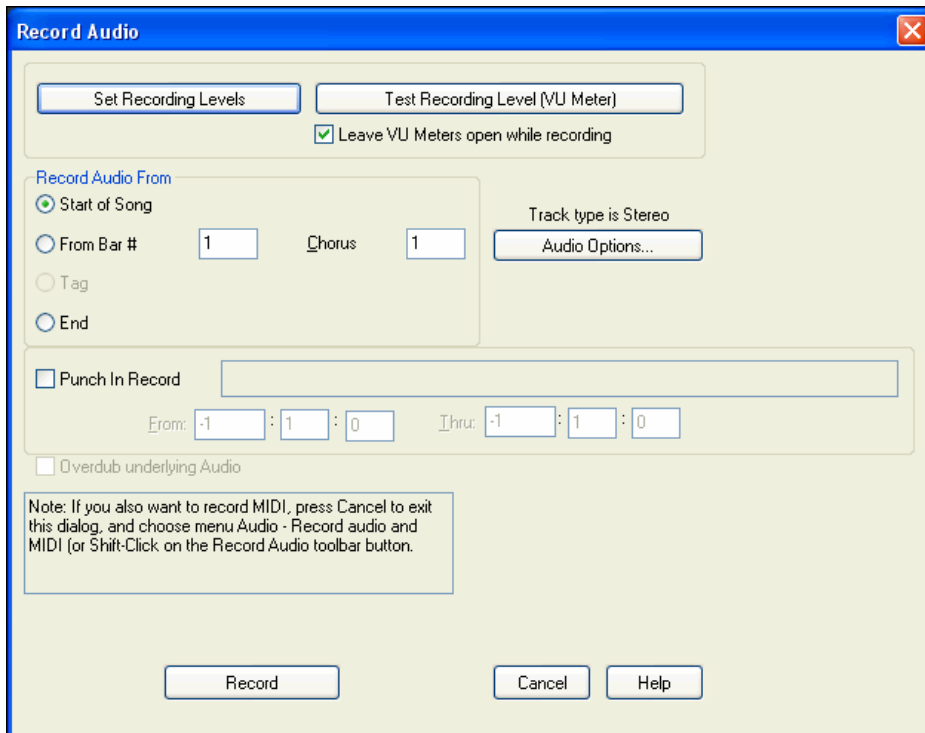 Record Audio
Set Recording Levels
Test Recording Level (VU Meter)
Leave VU Meters open while recording
Record Audio From
Start of Song
From Bar # 1 Chorus 1
Tag
End
Track type is Stereo
Audio Options...
Punch In Record
From: -1 : 1 : 0 Thru: -1 : 1 : 0
Overdub underlying Audio
Note: If you also want to record MIDI, press Cancel to exit
this dialog, and choose menu Audio - Record audio and
MIDI (or Shift-Click on the Record Audio toolbar button.
Record Cancel Help